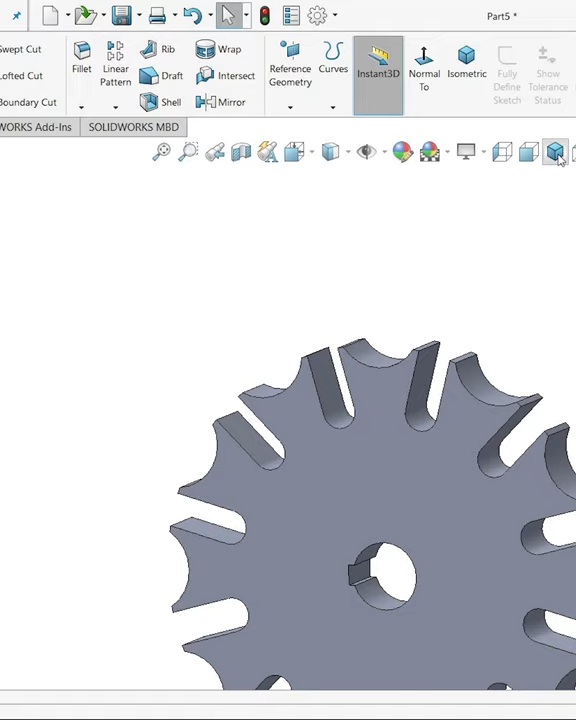 Part5 *
Swept Cut
Lofted Cut
Boundary Cut
Fillet
Linear Pattern
Rib
Draft
Shell
Wrap
Intersect
Mirror
Reference Geometry
Curves
Instant3D
Normal To
Isometric
Fully Define Sketch
Show Tolerance Status
WORKS Add-Ins
SOLIDWORKS MBD